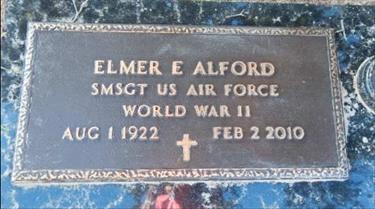 ELMER E ALFORD
SMSGT US AIR FORCE
WORLD WAR II
AUG 1 1922 FEB 2 2010